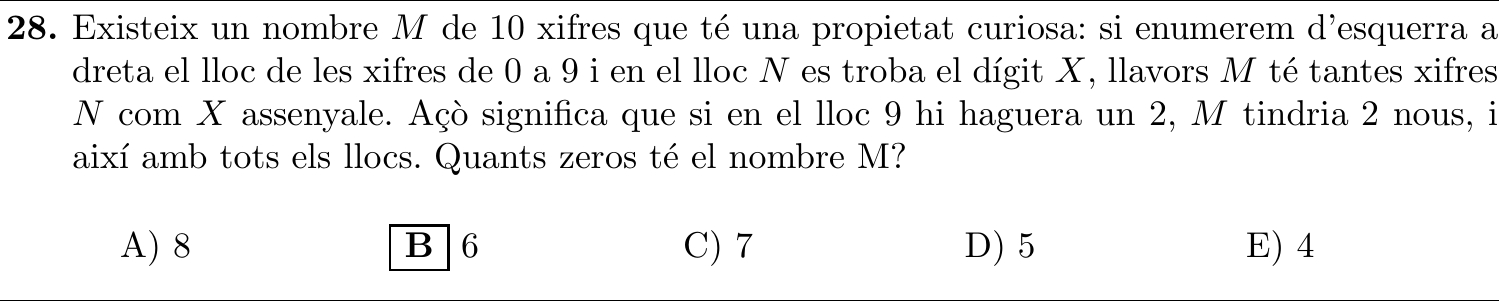 28. Existeix un nombre M de 10 xifres que té una propietat curiosa: si enumerem d'esquerra a
dreta el lloc de les xifres de 0 a 9 i en el lloc N es troba el dígit X, llavors M té tantes xifres
N com X assenyale. Açò significa que si en el lloc 9 hi haguera un 2, M tindria 2 nous, i
així amb tots els llocs. Quants zeros té el nombre M?
A) 8 B 6 C) 7 D) 5 E) 4